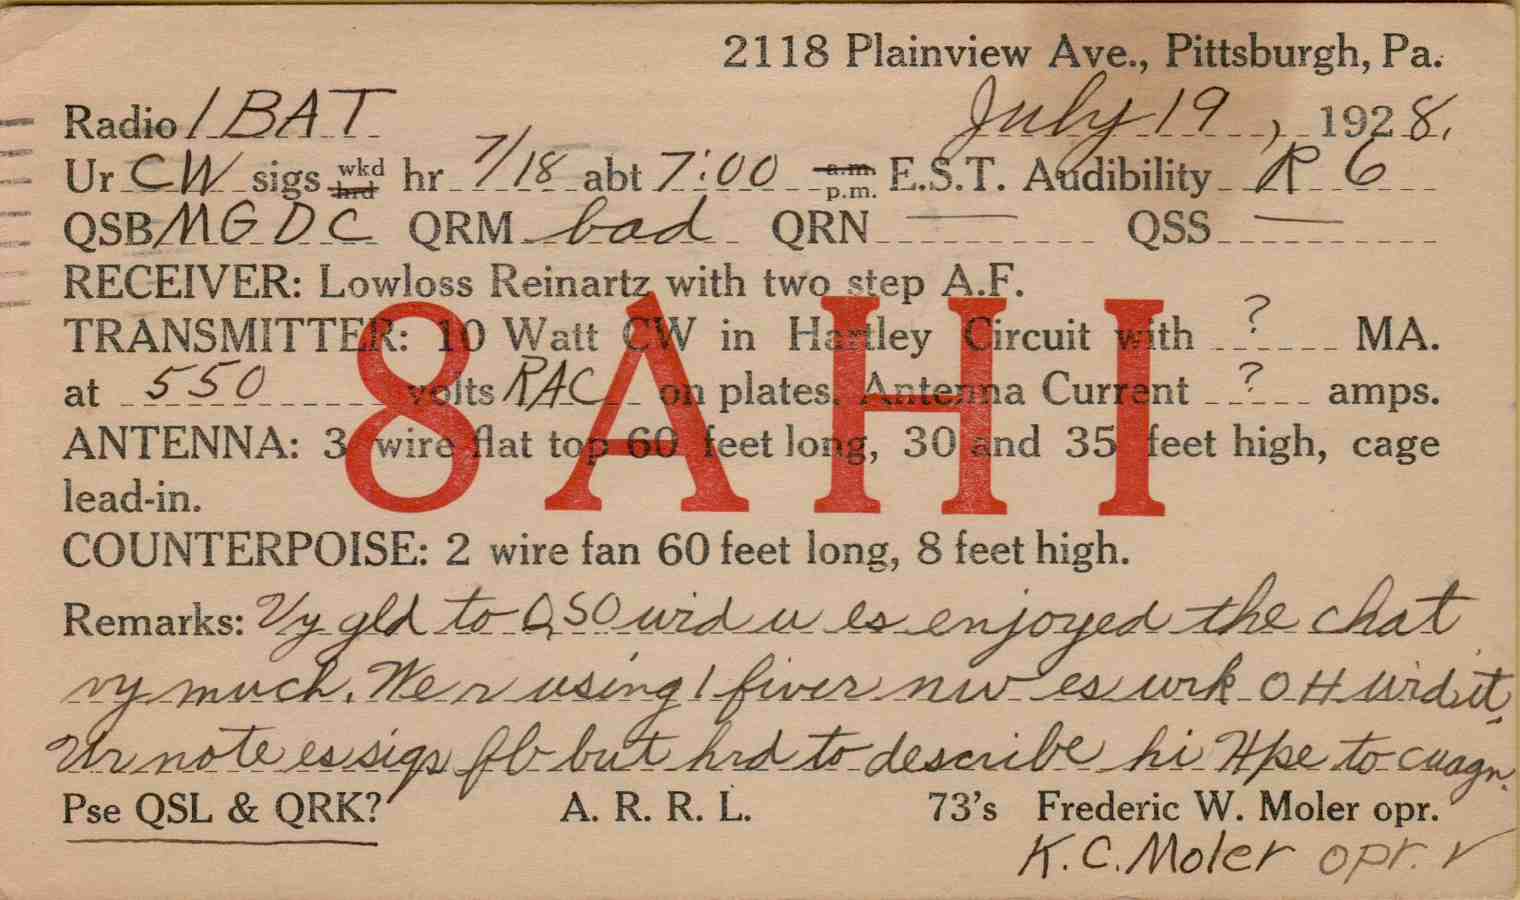 2118 Plainview Ave., Pittsburgh, Pa.
Radio 1BAT July 19, 1928.
Ur CW sigs wkd hrd hr 7/18 abt 7:00 a.m. p.m. E.S.T. Audibility R 6
QSB MG DC QRM bad QRN — QSS —
RECEIVER: Lowloss Reinartz with two step A.F.
TRANSMITTER: 10 Watt CW in Hartley Circuit with ? MA.
at 550 volts RAC on plates. Antenna Current ? amps.
8AHI
ANTENNA: 3 wire flat top 60 feet long, 30 and 35 feet high, cage
lead-in.
COUNTERPOISE: 2 wire fan 60 feet long, 8 feet high.
Remarks: Vy gld to QSO wid u es enjoyed the chat
vy much. We r using 1 fiver nw es wrk OH wid it.
Ur note es sigs fb but hrd to describe hi Hpe to cuagn.
Pse QSL & QRK? A. R. R. L. 73's Frederic W. Moler opr.
K.C. Moler opr. v